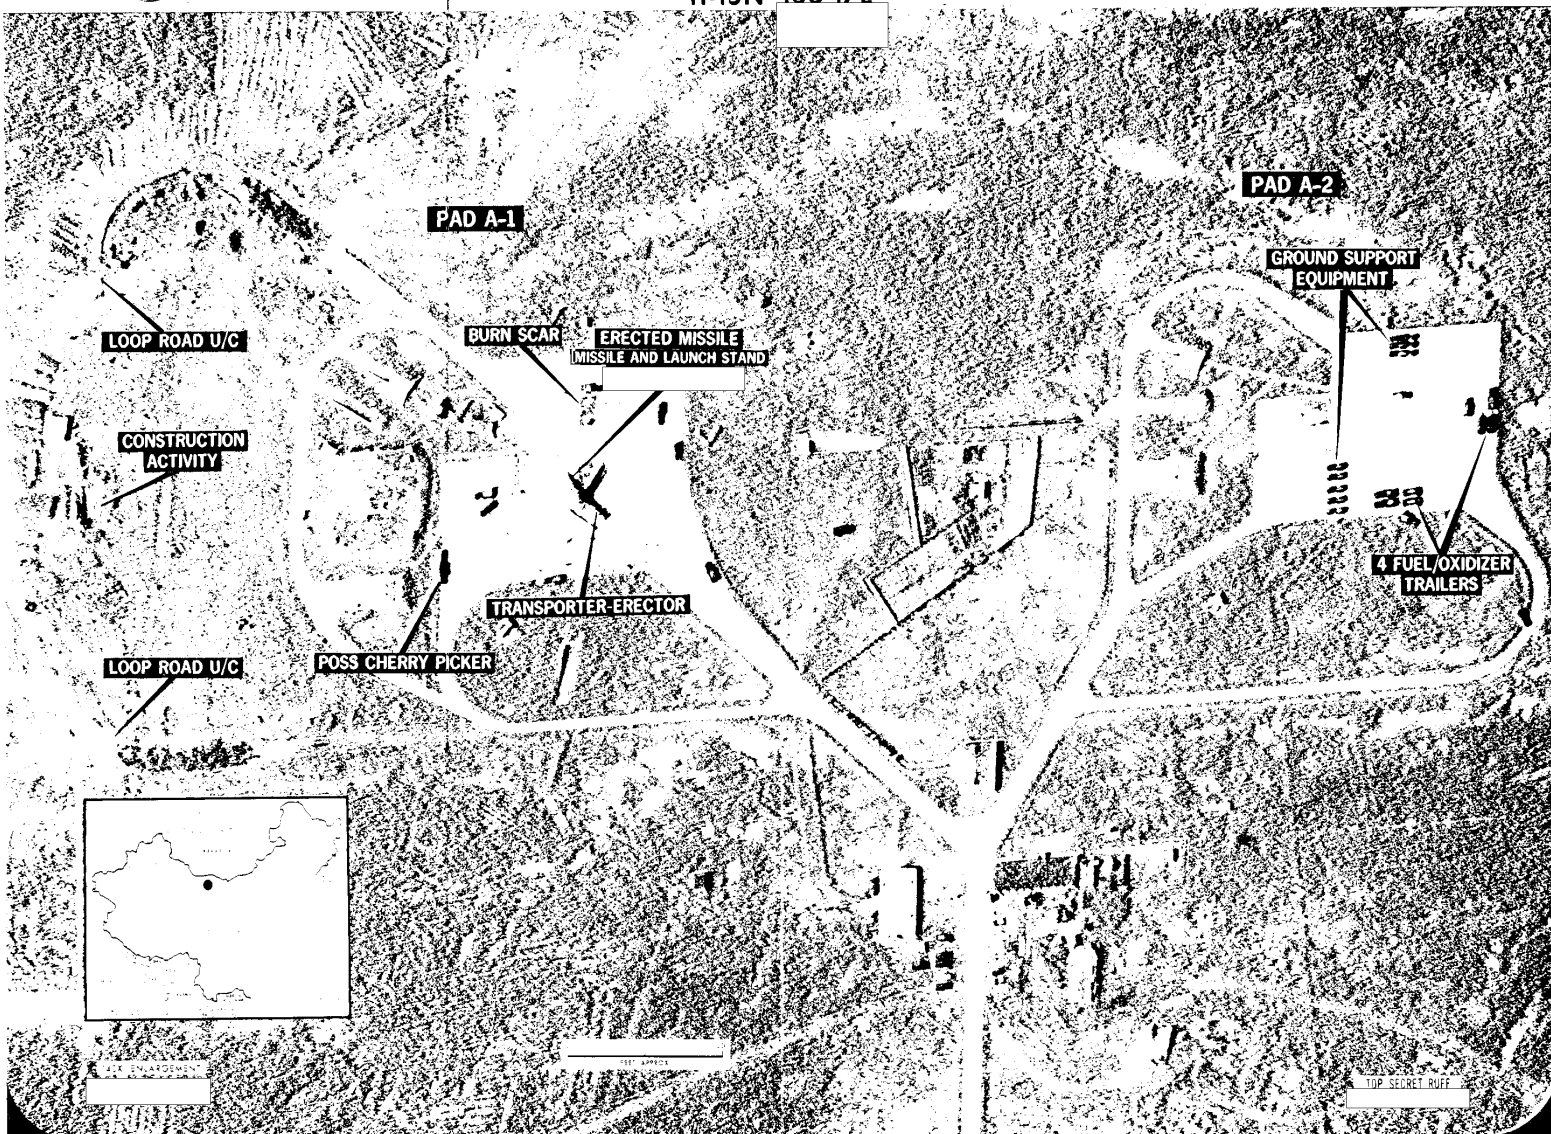 PAD A-1
PAD A-2
GROUND SUPPORT
EQUIPMENT
LOOP ROAD U/C
BURN SCAR
ERECTED MISSILE
MISSILE AND LAUNCH STAND
CONSTRUCTION
ACTIVITY
4 FUEL/OXIDIZER
TRAILERS
TRANSPORTER-ERECTOR
POSS CHERRY PICKER
LOOP ROAD U/C
FEET APPROX
ENLARGEMENT
TOP SECRET RUFF